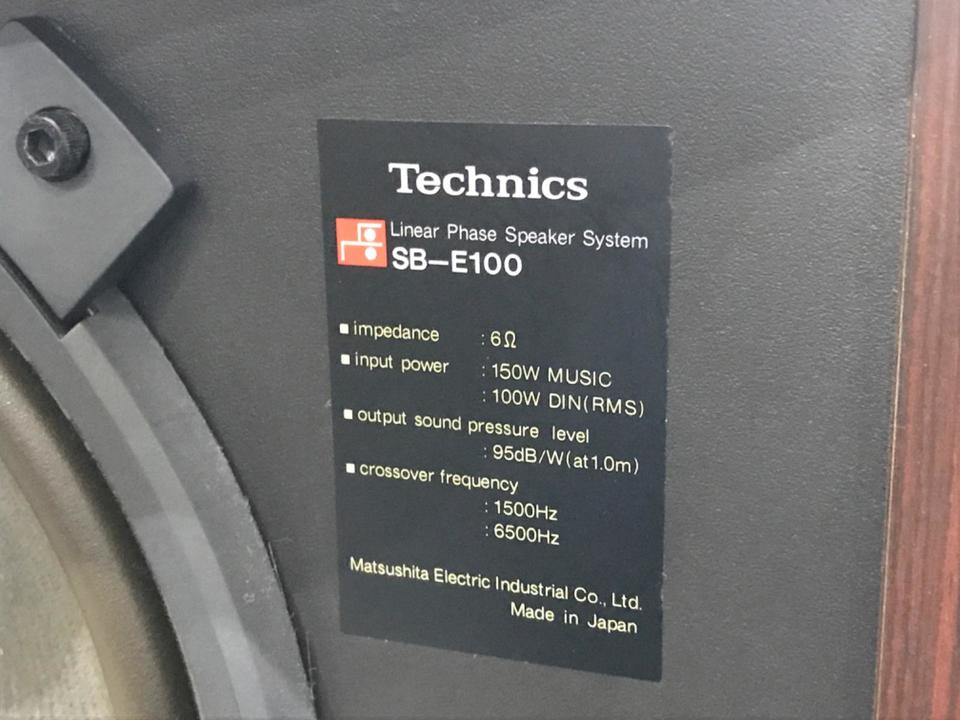 Technics
Linear Phase Speaker System
SB-E100
■ impedance : 6Ω
■ input power : 150W MUSIC
: 100W DIN(RMS)
■ output sound pressure level
: 95dB/W(at1.0m)
■ crossover frequency
: 1500Hz
: 6500Hz
Matsushita Electric Industrial Co., Ltd.
Made in Japan